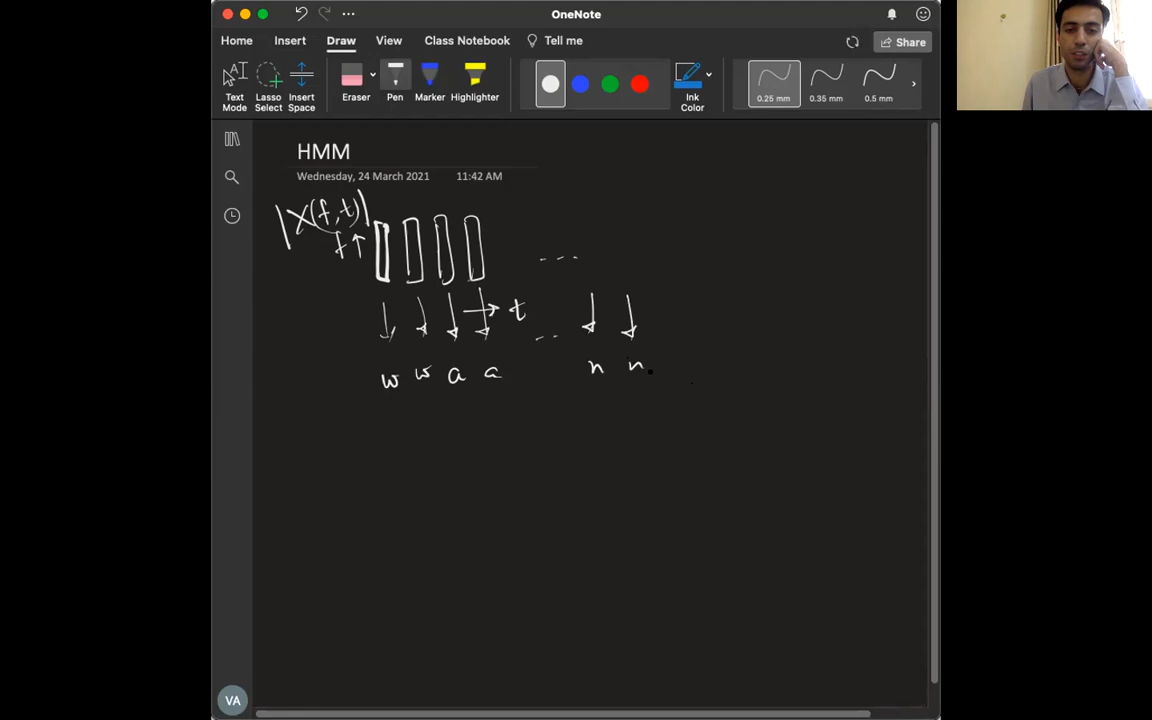 OneNote
Home Insert Draw View Class Notebook Tell me Share
Text Mode Lasso Select Insert Space Eraser Pen Marker Highlighter Ink Color 0.25 mm 0.35 mm 0.5 mm
HMM
Wednesday, 24 March 2021 11:42 AM
|X(f,t)|
f↑ ---
→ t --
w w a a n n
VA